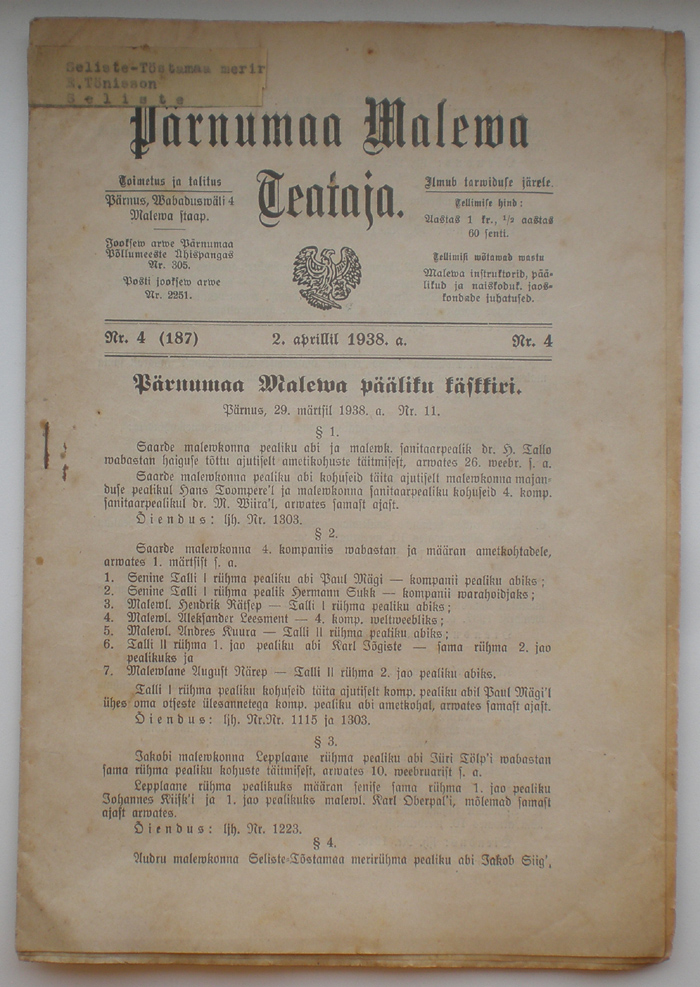 Seliste-Tõstamaa merir
K.Tõnisson
Seliste
Pärnumaa Malewa
Teataja.
Toimetus ja talitus
Pärnus, Wabaduswäli 4
Malewa staap.
Jooksew arwe Pärnumaa
Põllumeeste Ühispangas
Nr. 305.
Posti jooksew arwe
Nr. 2251.
Ilmub tarwiduse järele.
Tellimise hind:
Aastas 1 kr., 1/2 aastas
60 senti.
Tellimisi wõtawad wastu
Malewa instruktorid, pää-
likud ja naiskoduk. jaos-
kondade juhatused.
Nr. 4 (187)
2. aprillil 1938. a.
Nr. 4
Pärnumaa Malewa pääliku käskkiri.
Pärnus, 29. märtsil 1938. a. Nr. 11.
§ 1.
Saarde malewkonna pealiku abi ja malewk. sanitaarpealik dr. H. Tallo
wabastan haiguse tõttu ajutiselt ametikohuste täitmisest, arwates 26. weebr. s. a.
Saarde malewkonna pealiku abi kohuseid täita ajutiselt malewkonna majan-
duse pealikul Hans Toompere'l ja malewkonna sanitaarpealiku kohuseid 4. komp.
sanitaarpealikul dr. M. Wiira'l, arwates samast ajast.
Õiendus: ljh. Nr. 1303.
§ 2.
Saarde malewkonna 4. kompaniis wabastan ja määran ametkohtadele,
arwates 1. märtsist s. a.
1. Senine Talli I rühma pealiku abi Paul Mägi — kompanii pealiku abiks;
2. Senine Talli I rühma pealik Hermann Sukk — kompanii warahoidjaks;
3. Malewl. Hendrik Rätsep — Talli I rühma pealiku abiks;
4. Malewl. Aleksander Leesment — 4. komp. weltweebliks;
5. Malewl. Andres Kuura — Talli II rühma pealiku abiks;
6. Talli II rühma 1. jao pealiku abi Karl Jõgiste — sama rühma 2. jao
pealikuks ja
7. Malewlane August Närep — Talli II rühma 2. jao pealiku abiks.
Talli I rühma pealiku kohuseid täita ajutiselt komp. pealiku abil Paul Mägi'l
ühes oma otseste ülesannetega komp. pealiku abi ametkohal, arwates samast ajast.
Õiendus: ljh. Nr.Nr. 1115 ja 1303.
§ 3.
Jakobi malewkonna Lepplaane rühma pealiku abi Jüri Tölp'i wabastan
sama rühma pealiku kohuste täitmisest, arwates 10. weebruarist s. a.
Lepplaane rühma pealikuks määran senise sama rühma 1. jao pealiku
Johannes Kiisk'i ja 1. jao pealikuks malewl. Karl Oberpal'i, mõlemad samast
ajast arwates.
Õiendus: ljh. Nr. 1223.
§ 4.
Audru malewkonna Seliste-Tõstamaa merirühma pealiku abi Jakob Siig',